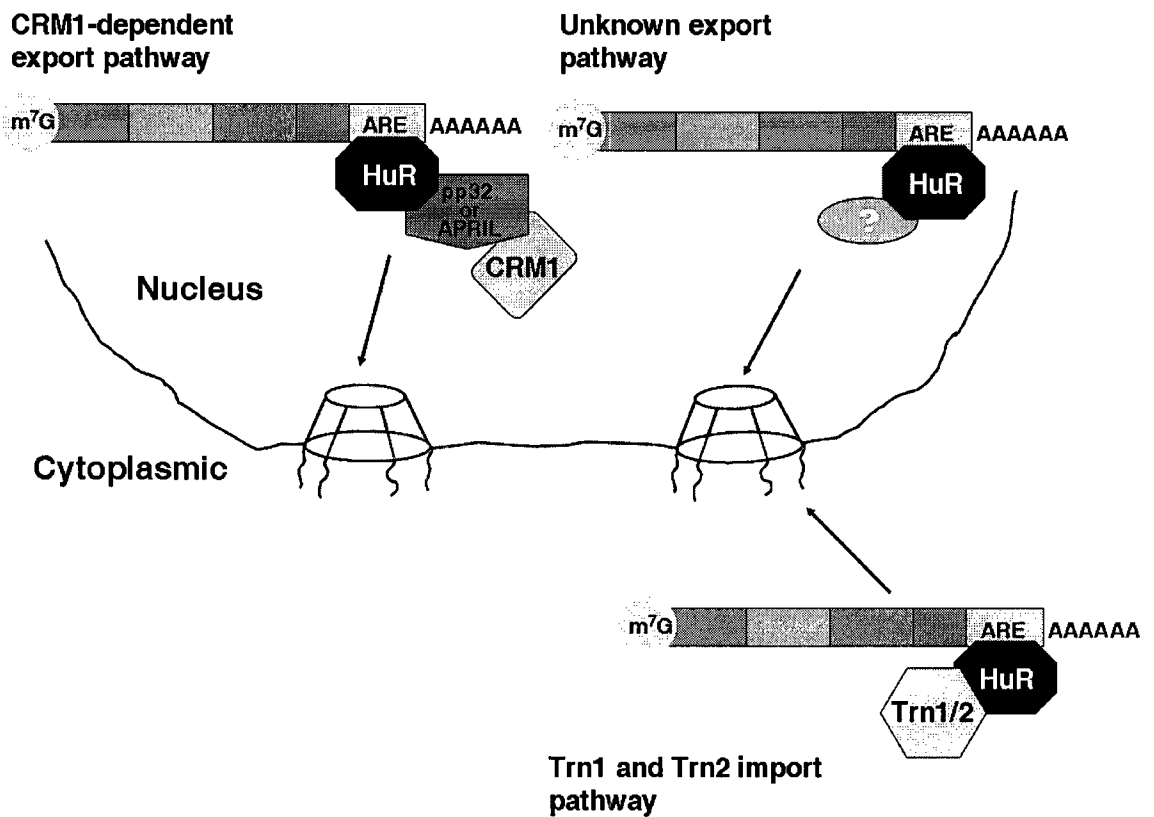 CRM1-dependent
export pathway
Unknown export
pathway
m⁷G
ARE
AAAAAA
HuR
pp32
or
APRIL
CRM1
m⁷G
ARE
AAAAAA
HuR
?
Nucleus
Cytoplasmic
m⁷G
ARE
AAAAAA
HuR
Trn1/2
Trn1 and Trn2 import
pathway